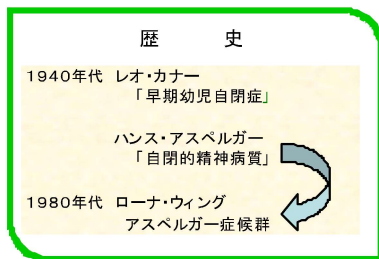 歴　史
1940年代 レオ・カナー
「早期幼児自閉症」
ハンス・アスペルガー
「自閉的精神病質」
1980年代 ローナ・ウィング
アスペルガー症候群